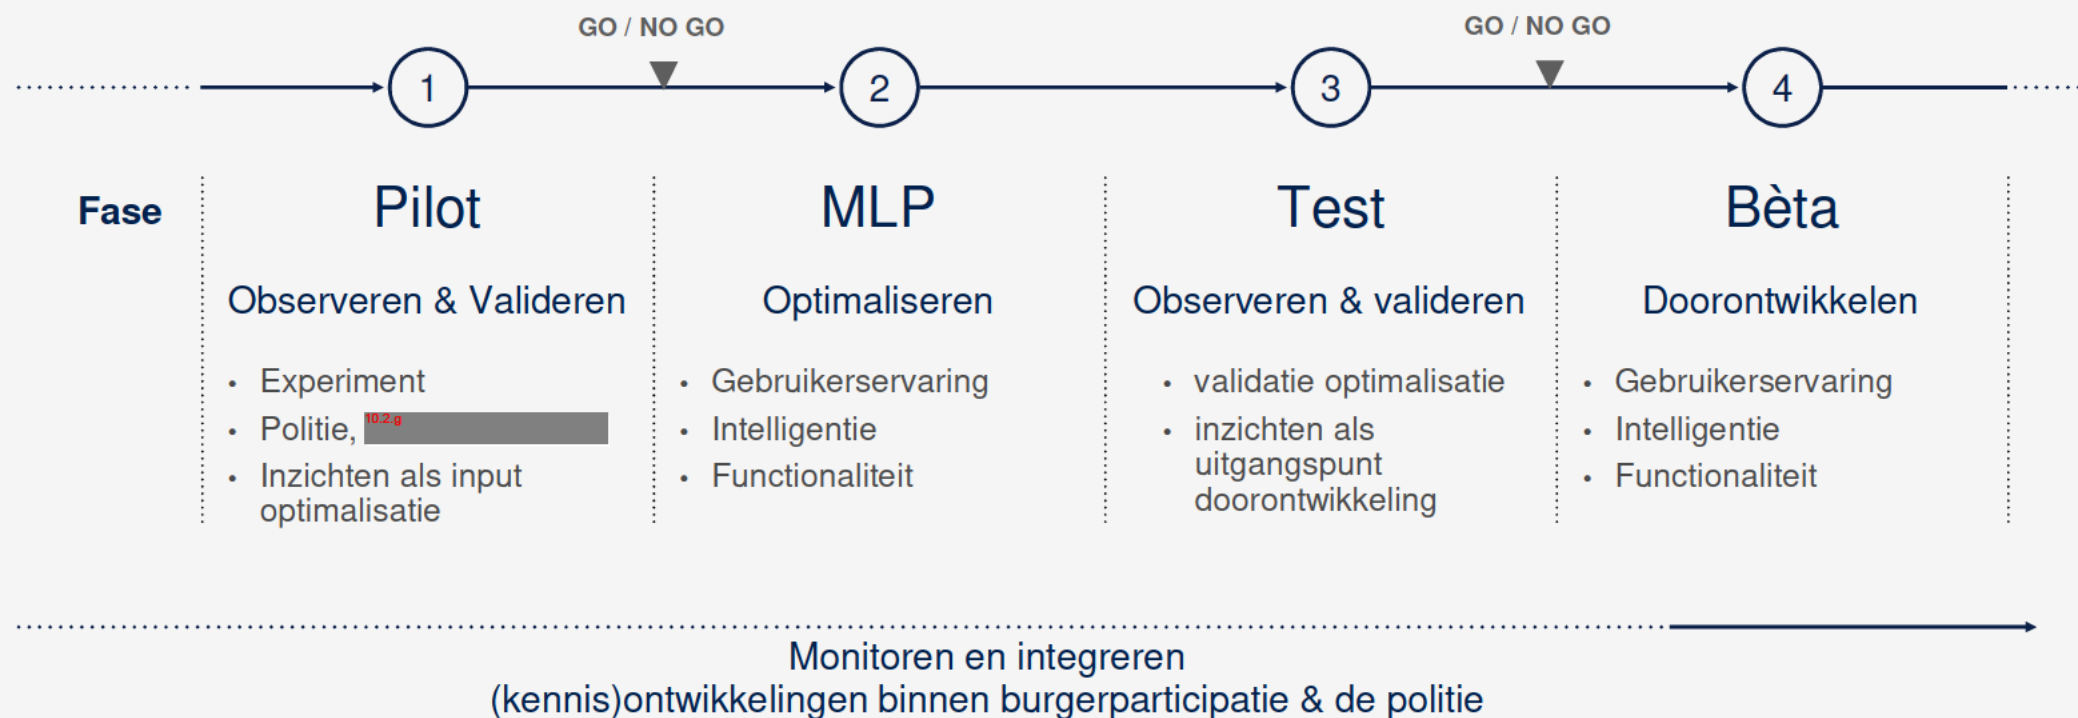 GO / NO GO
GO / NO GO
1
2
3
4
Fase
Pilot
MLP
Test
Bèta
Observeren & Valideren
Optimaliseren
Observeren & valideren
Doorontwikkelen
• Experiment
• Politie, 10.2.g
• Inzichten als input
optimalisatie
• Gebruikerservaring
• Intelligentie
• Functionaliteit
• validatie optimalisatie
• inzichten als
uitgangspunt
doorontwikkeling
• Gebruikerservaring
• Intelligentie
• Functionaliteit
Monitoren en integreren
(kennis)ontwikkelingen binnen burgerparticipatie & de politie